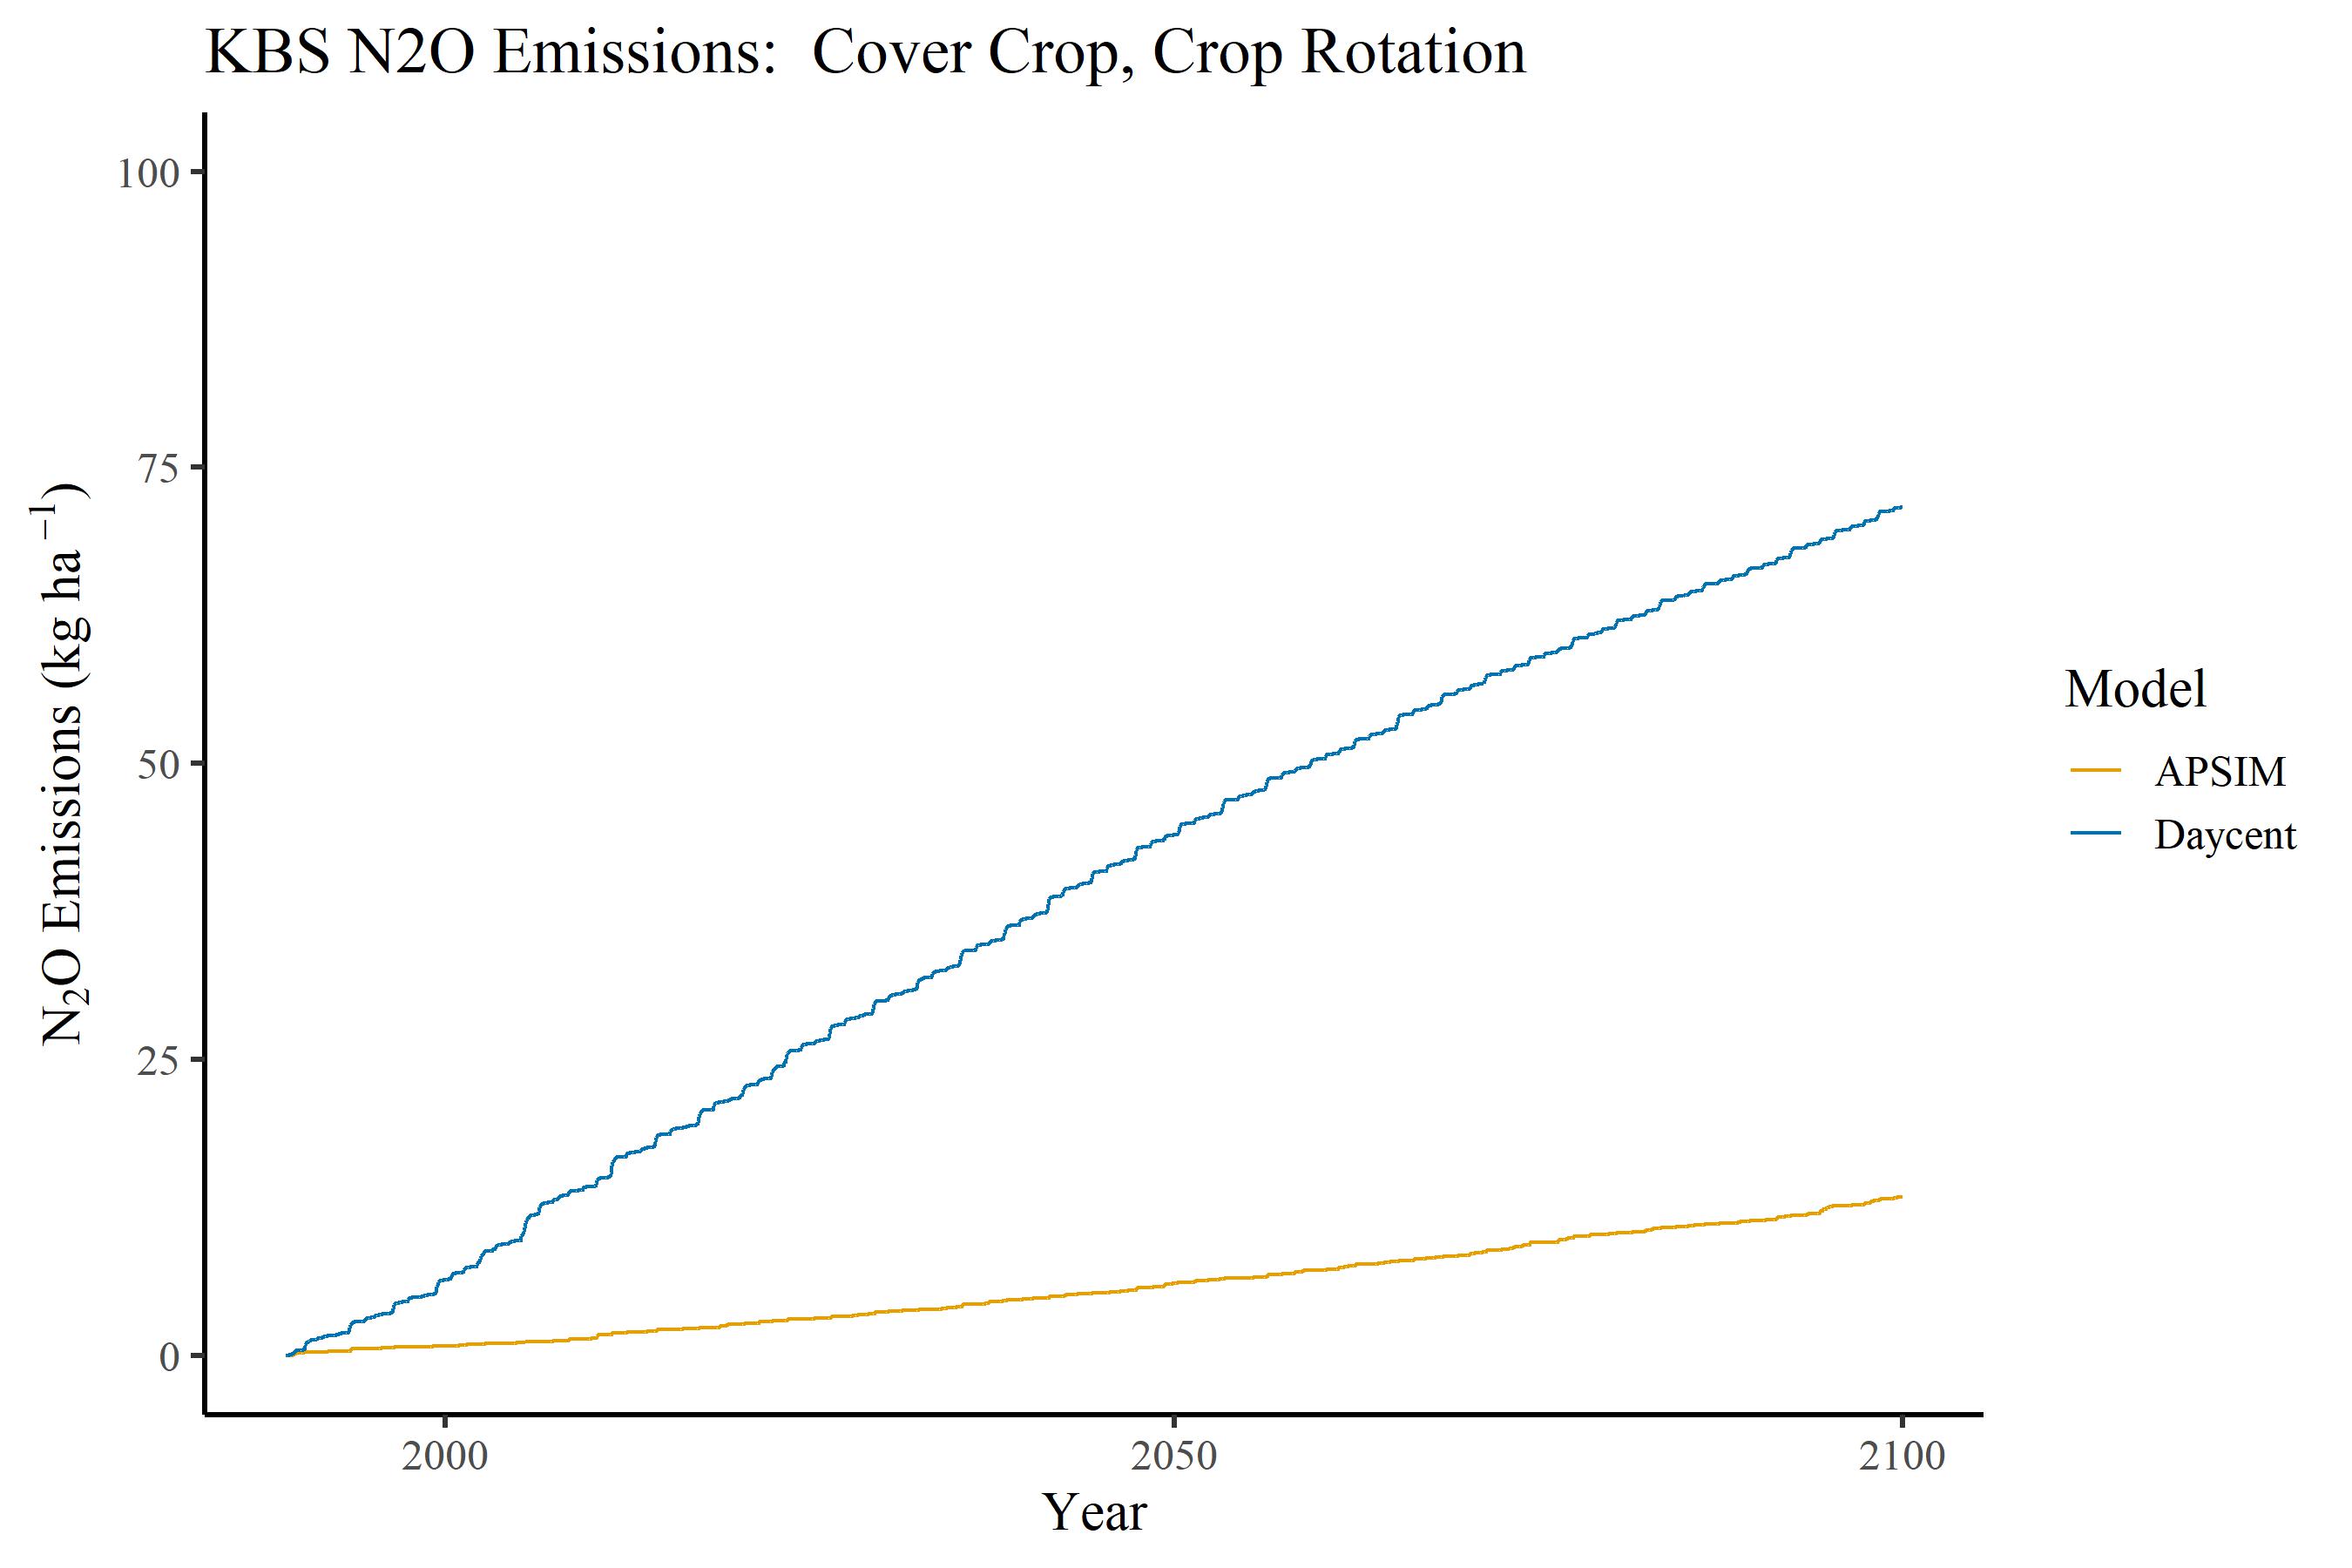 KBS N2O Emissions:  Cover Crop, Crop Rotation
N₂O Emissions (kg ha⁻¹)
100
75
50
25
0
2000 2050 2100
Year
Model
APSIM
Daycent